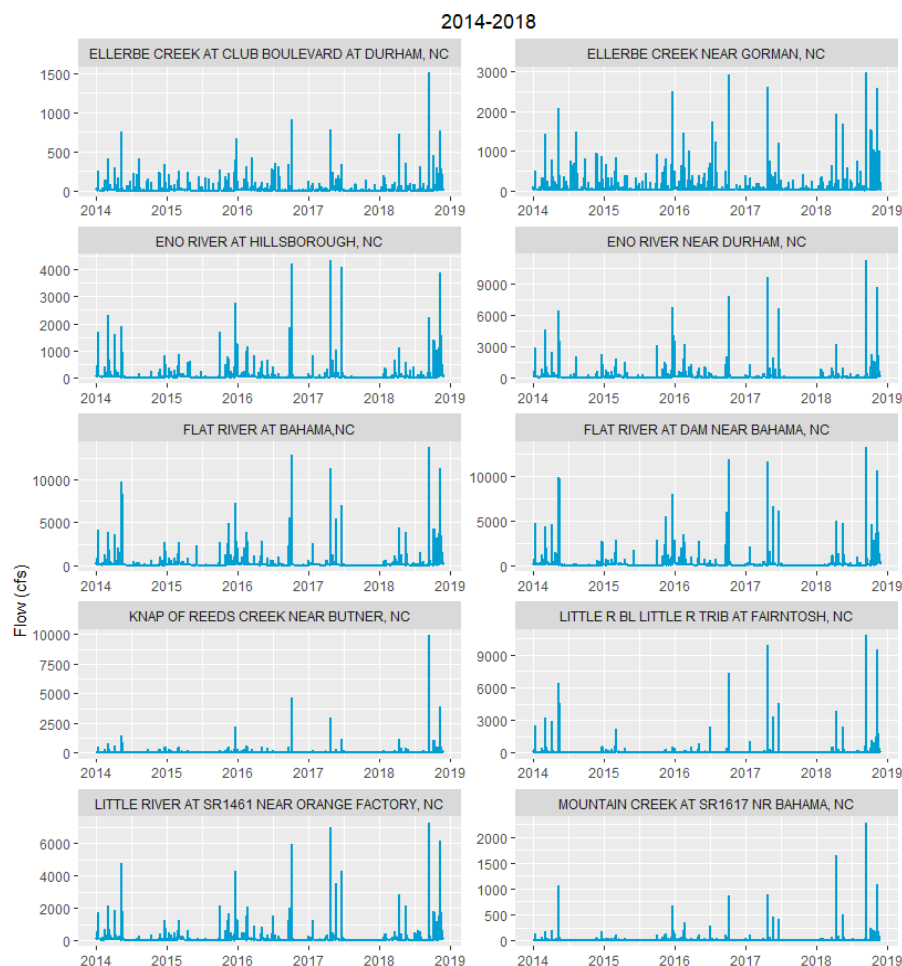 2014-2018
ELLERBE CREEK AT CLUB BOULEVARD AT DURHAM, NC
1500
1000
500
0
2014 2015 2016 2017 2018 2019
ELLERBE CREEK NEAR GORMAN, NC
3000
2000
1000
0
2014 2015 2016 2017 2018 2019
ENO RIVER AT HILLSBOROUGH, NC
4000
3000
2000
1000
0
2014 2015 2016 2017 2018 2019
ENO RIVER NEAR DURHAM, NC
9000
6000
3000
0
2014 2015 2016 2017 2018 2019
FLAT RIVER AT BAHAMA,NC
10000
5000
0
2014 2015 2016 2017 2018 2019
FLAT RIVER AT DAM NEAR BAHAMA, NC
10000
5000
0
2014 2015 2016 2017 2018 2019
Flow (cfs)
KNAP OF REEDS CREEK NEAR BUTNER, NC
10000
7500
5000
2500
0
2014 2015 2016 2017 2018 2019
LITTLE R BL LITTLE R TRIB AT FAIRNTOSH, NC
9000
6000
3000
0
2014 2015 2016 2017 2018 2019
LITTLE RIVER AT SR1461 NEAR ORANGE FACTORY, NC
6000
4000
2000
0
2014 2015 2016 2017 2018 2019
MOUNTAIN CREEK AT SR1617 NR BAHAMA, NC
2000
1500
1000
500
0
2014 2015 2016 2017 2018 2019